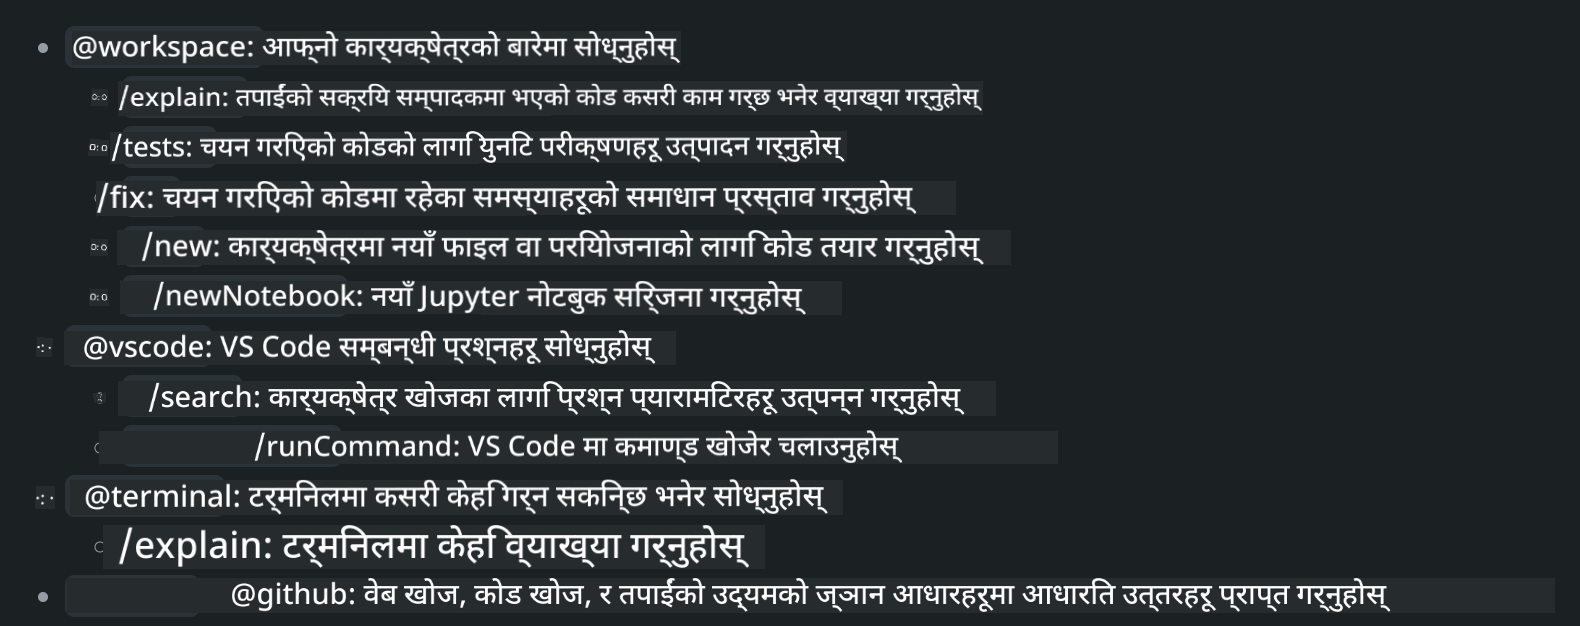 @workspace: आफ्नो कार्यक्षेत्रको बारेमा सोध्नुहोस्
/explain: तपाईंको सक्रिय सम्पादकमा भएको कोड कसरी काम गर्छ भनेर व्याख्या गर्नुहोस्
/tests: चयन गरिएको कोडको लागि युनिट परीक्षणहरू उत्पादन गर्नुहोस्
/fix: चयन गरिएको कोडमा रहेका समस्याहरूको समाधान प्रस्ताव गर्नुहोस्
/new: कार्यक्षेत्रमा नयाँ फाइल वा परियोजनाको लागि कोड तयार गर्नुहोस्
/newNotebook: नयाँ Jupyter नोटबुक सिर्जना गर्नुहोस्
@vscode: VS Code सम्बन्धी प्रश्नहरू सोध्नुहोस्
/search: कार्यक्षेत्र खोजका लागि प्रश्न प्यारामिटरहरू उत्पन्न गर्नुहोस्
/runCommand: VS Code मा कमाण्ड खोजेर चलाउनुहोस्
@terminal: टर्मिनलमा कसरी केहि गर्न सकिन्छ भनेर सोध्नुहोस्
/explain: टर्मिनलमा केहि व्याख्या गर्नुहोस्
@github: वेब खोज, कोड खोज, र तपाईंको उद्यमको ज्ञान आधारहरूमा आधारित उत्तरहरू प्राप्त गर्नुहोस्